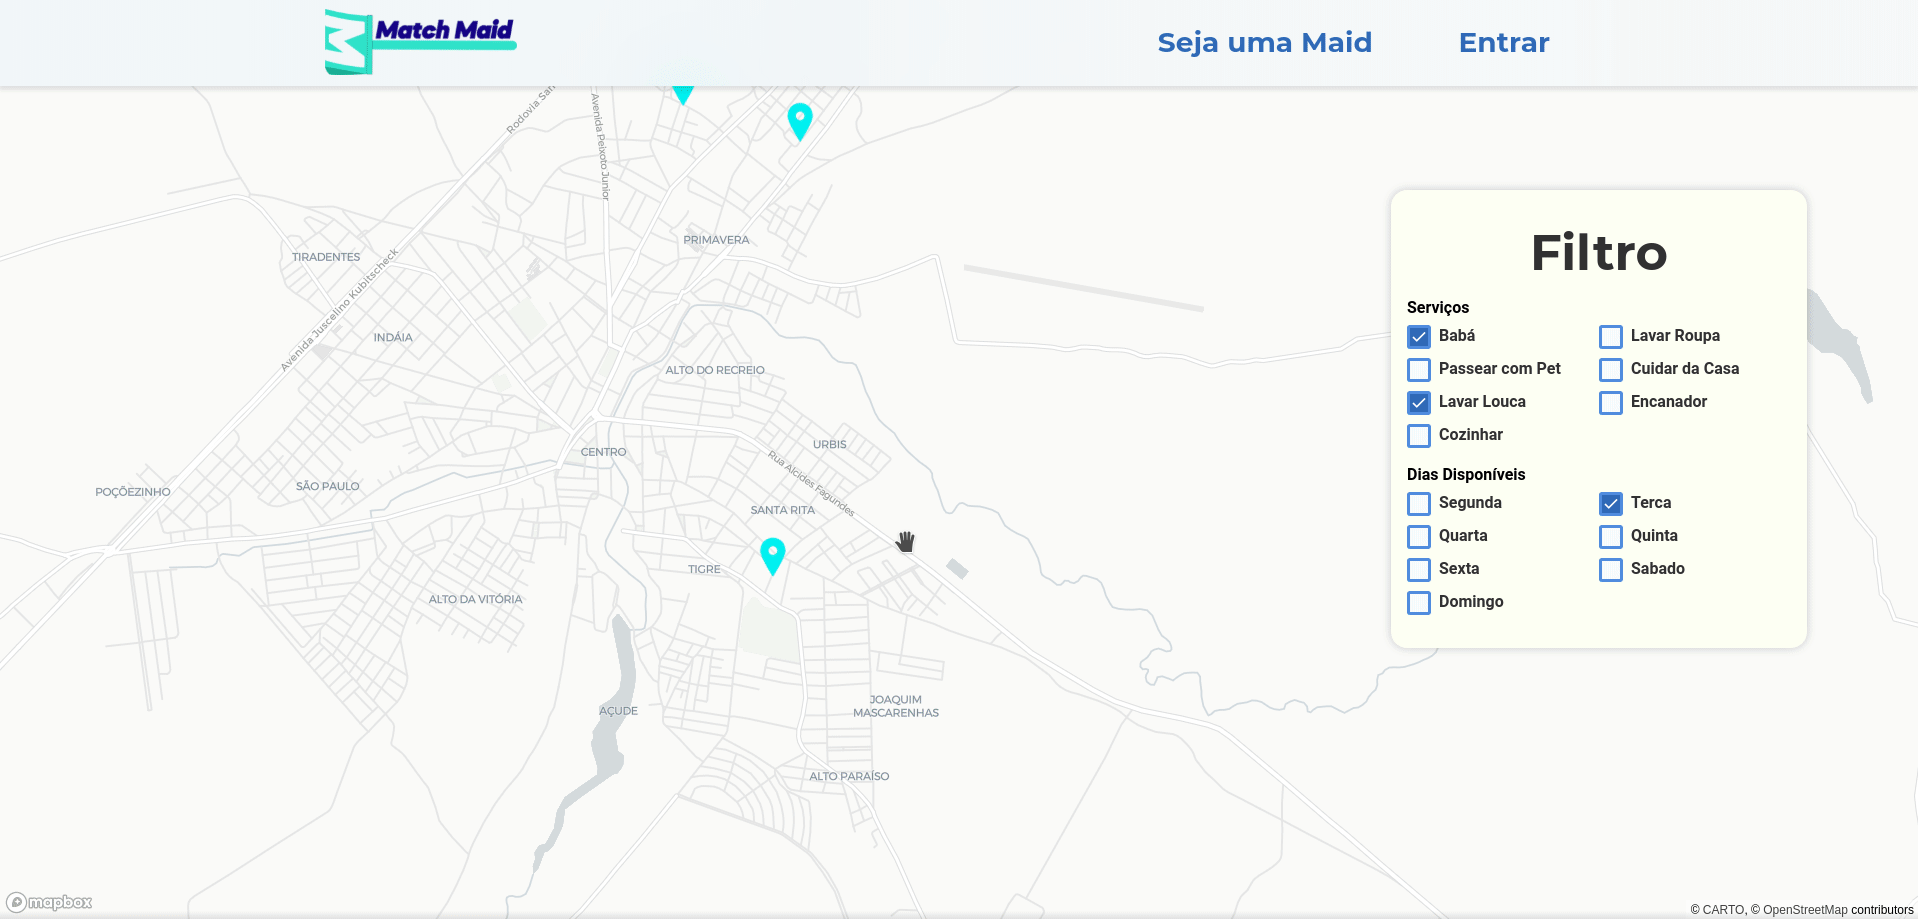 Match Maid
Seja uma Maid
Entrar
Rodovia San
Avenida Peixoto Junior
PRIMAVERA
TIRADENTES
Avenida Juscelino Kubitscheck
INDÁIA
ALTO DO RECREIO
URBIS
CENTRO
Rua Alcides Fagundes
POÇÕEZINHO
SÃO PAULO
SANTA RITA
TIGRE
ALTO DA VITÓRIA
JOAQUIM
MASCARENHAS
AÇUDE
ALTO PARAÍSO
Filtro
Serviços
Babá
Lavar Roupa
Passear com Pet
Cuidar da Casa
Lavar Louca
Encanador
Cozinhar
Dias Disponíveis
Segunda
Terca
Quarta
Quinta
Sexta
Sabado
Domingo
mapbox
© CARTO, © OpenStreetMap contributors